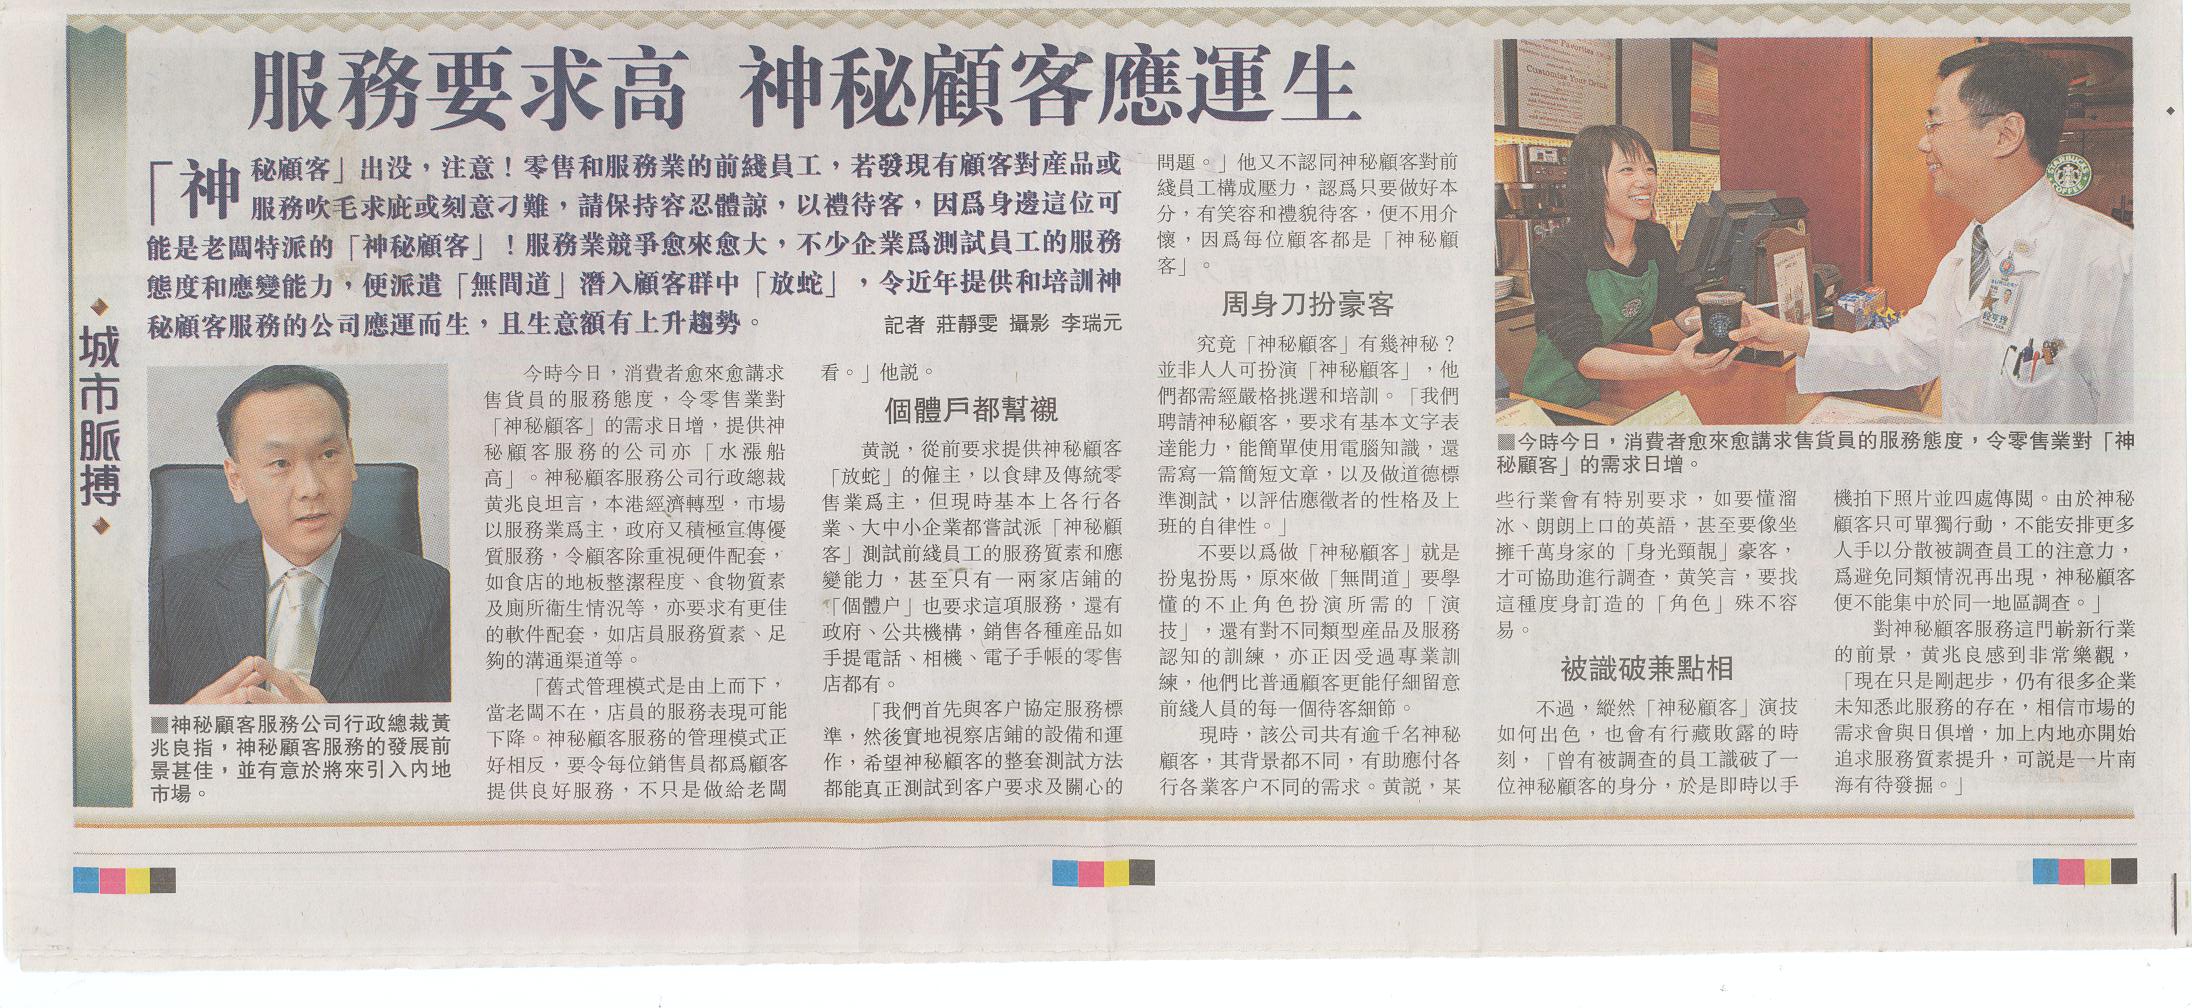 服務要求高 神秘顧客應運生
城市脈搏
「神秘顧客」出没，注意！零售和服務業的前綫員工，若發現有顧客對産品或
服務吹毛求庇或刻意刁難，請保持容忍體諒，以禮待客，因爲身邊這位可
能是老闆特派的「神秘顧客」！服務業競爭愈來愈大，不少企業爲測試員工的服務
態度和應變能力，便派遣「無間道」潛入顧客群中「放蛇」，令近年提供和培訓神
秘顧客服務的公司應運而生，且生意額有上升趨勢。
記者 莊靜雯 攝影 李瑞元
■神秘顧客服務公司行政總裁黃
兆良指，神秘顧客服務的發展前
景甚佳，並有意於將來引入內地
市場。
今時今日，消費者愈來愈講求
售貨員的服務態度，令零售業對
「神秘顧客」的需求日增，提供神
秘顧客服務的公司亦「水漲船
高」。神秘顧客服務公司行政總裁
黃兆良坦言，本港經濟轉型，市場
以服務業爲主，政府又積極宣傳優
質服務，令顧客除重視硬件配套，
如食店的地板整潔程度、食物質素
及廁所衞生情況等，亦要求有更佳
的軟件配套，如店員服務質素、足
夠的溝通渠道等。
「舊式管理模式是由上而下，
當老闆不在，店員的服務表現可能
下降。神秘顧客服務的管理模式正
好相反，要令每位銷售員都爲顧客
提供良好服務，不只是做給老闆
看。」他説。
個體戶都幫襯
黃説，從前要求提供神秘顧客
「放蛇」的僱主，以食肆及傳統零
售業爲主，但現時基本上各行各
業、大中小企業都嘗試派「神秘顧
客」測試前綫員工的服務質素和應
變能力，甚至只有一兩家店鋪的
「個體户」也要求這項服務，還有
政府、公共機構，銷售各種産品如
手提電話、相機、電子手帳的零售
店都有。
「我們首先與客户協定服務標
準，然後實地視察店鋪的設備和運
作，希望神秘顧客的整套測試方法
都能真正測試到客户要求及關心的
問題。」他又不認同神秘顧客對前
綫員工構成壓力，認爲只要做好本
分，有笑容和禮貌待客，便不用介
懷，因爲每位顧客都是「神秘顧
客」。
周身刀扮豪客
究竟「神秘顧客」有幾神秘？
並非人人可扮演「神秘顧客」，他
們都需經嚴格挑選和培訓。「我們
聘請神秘顧客，要求有基本文字表
達能力，能簡單使用電腦知識，還
需寫一篇簡短文章，以及做道德標
準測試，以評估應徵者的性格及上
班的自律性。」
不要以爲做「神秘顧客」就是
扮鬼扮馬，原來做「無間道」要學
懂的不止角色扮演所需的「演
技」，還有對不同類型産品及服務
認知的訓練，亦正因受過專業訓
練，他們比普通顧客更能仔細留意
前綫人員的每一個待客細節。
現時，該公司共有逾千名神秘
顧客，其背景都不同，有助應付各
行各業客户不同的需求。黃説，某
STARBUCKS
COFFEE
■今時今日，消費者愈來愈講求售貨員的服務態度，令零售業對「神
秘顧客」的需求日增。
些行業會有特別要求，如要懂溜
冰、朗朗上口的英語，甚至要像坐
擁千萬身家的「身光頸靚」豪客，
才可協助進行調查，黃笑言，要找
這種度身訂造的「角色」殊不容
易。
被識破兼點相
不過，縱然「神秘顧客」演技
如何出色，也會有行藏敗露的時
刻，「曾有被調查的員工識破了一
位神秘顧客的身分，於是即時以手
機拍下照片並四處傳閲。由於神秘
顧客只可單獨行動，不能安排更多
人手以分散被調查員工的注意力，
爲避免同類情況再出現，神秘顧客
便不能集中於同一地區調查。」
對神秘顧客服務這門嶄新行業
的前景，黃兆良感到非常樂觀，
「現在只是剛起步，仍有很多企業
未知悉此服務的存在，相信市場的
需求會與日俱增，加上內地亦開始
追求服務質素提升，可説是一片南
海有待發掘。」